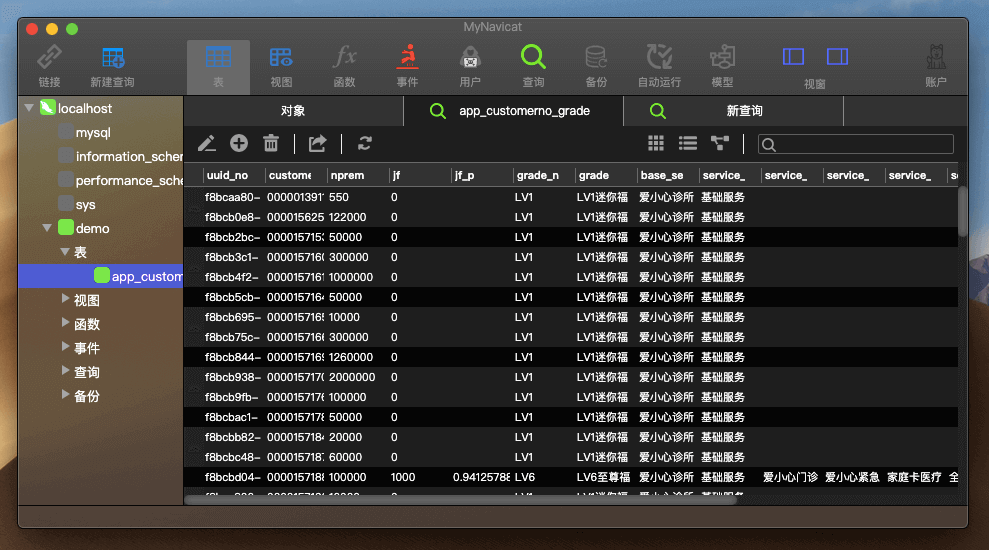 MyNavicat
链接 新建查询 表 视图 函数 事件 用户 查询 备份 自动运行 模型 视窗 账户
对象 app_customerno_grade 新查询
localhost
mysql
information_scher
performance_sche
sys
demo
表
app_custom
视图
函数
事件
查询
备份
uuid_no custome nprem jf jf_p grade_n grade base_se service_ service_ service_ service_
f8bcaa80- 000001391 550 0 LV1 LV1迷你福 爱小心诊所 基础服务
f8bcb0e8- 000015625 122000 0 LV1 LV1迷你福 爱小心诊所 基础服务
f8bcb2bc- 0000157153 50000 0 LV1 LV1迷你福 爱小心诊所 基础服务
f8bcb3c1- 0000157160 300000 0 LV1 LV1迷你福 爱小心诊所 基础服务
f8bcb4f2- 0000157161 1000000 0 LV1 LV1迷你福 爱小心诊所 基础服务
f8bcb5cb- 0000157164 50000 0 LV1 LV1迷你福 爱小心诊所 基础服务
f8bcb695- 0000157165 10000 0 LV1 LV1迷你福 爱小心诊所 基础服务
f8bcb75c- 0000157166 300000 0 LV1 LV1迷你福 爱小心诊所 基础服务
f8bcb844- 0000157169 1260000 0 LV1 LV1迷你福 爱小心诊所 基础服务
f8bcb938- 0000157170 2000000 0 LV1 LV1迷你福 爱小心诊所 基础服务
f8bcb9fb- 0000157176 100000 0 LV1 LV1迷你福 爱小心诊所 基础服务
f8bcbac1- 0000157178 50000 0 LV1 LV1迷你福 爱小心诊所 基础服务
f8bcbb82- 0000157184 20000 0 LV1 LV1迷你福 爱小心诊所 基础服务
f8bcbc48- 0000157187 60000 0 LV1 LV1迷你福 爱小心诊所 基础服务
f8bcbd04- 0000157188 100000 1000 0.94125788 LV6 LV6至尊福 爱小心诊所 基础服务 爱小心门诊 爱小心紧急 家庭卡医疗 全